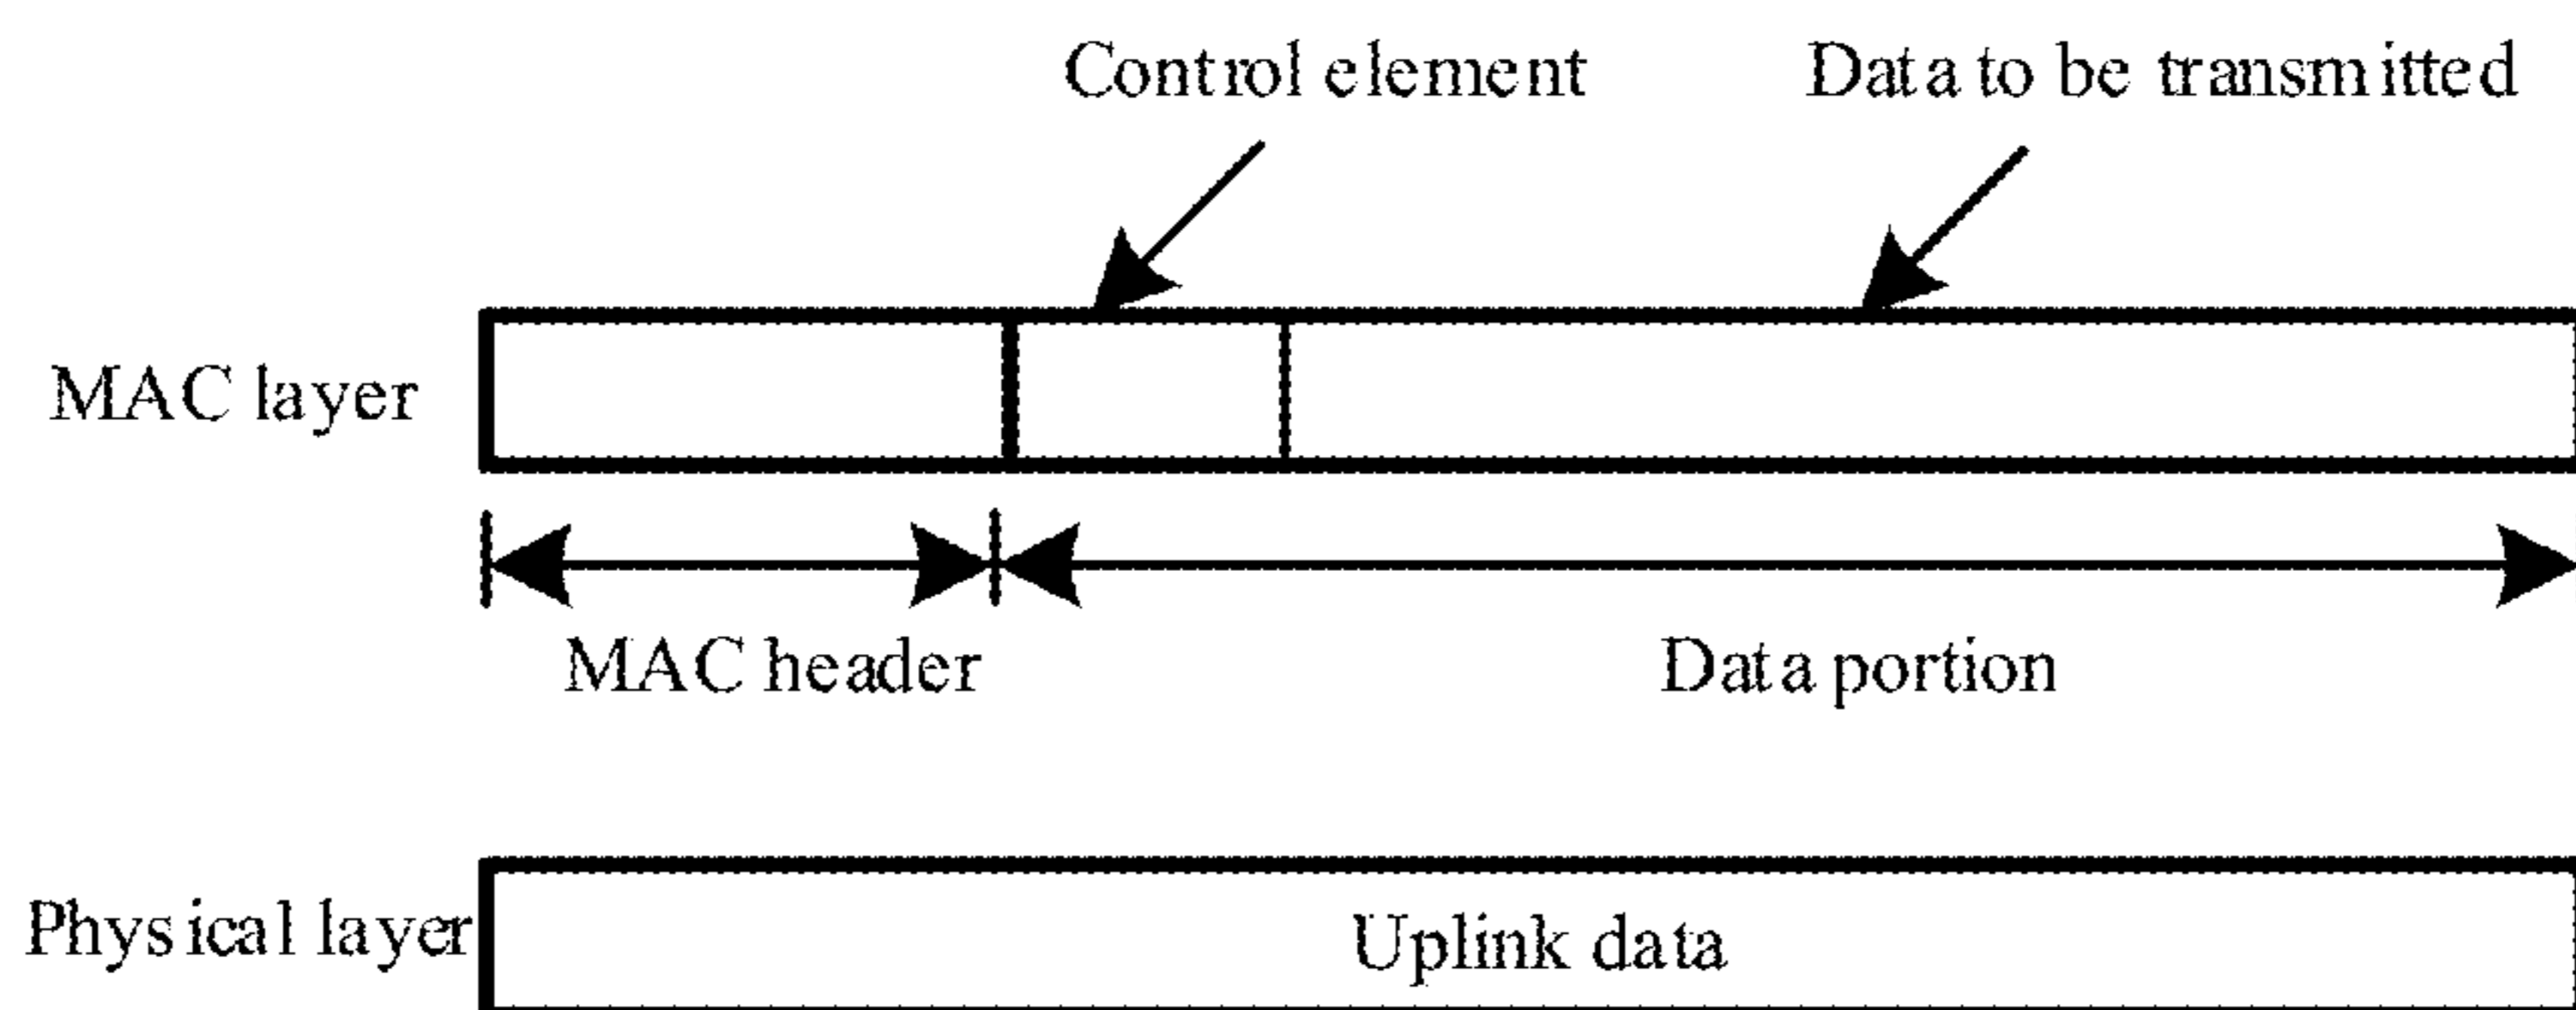 Control element
Data to be transmitted
MAC layer
MAC header
Data portion
Physical layer
Uplink data